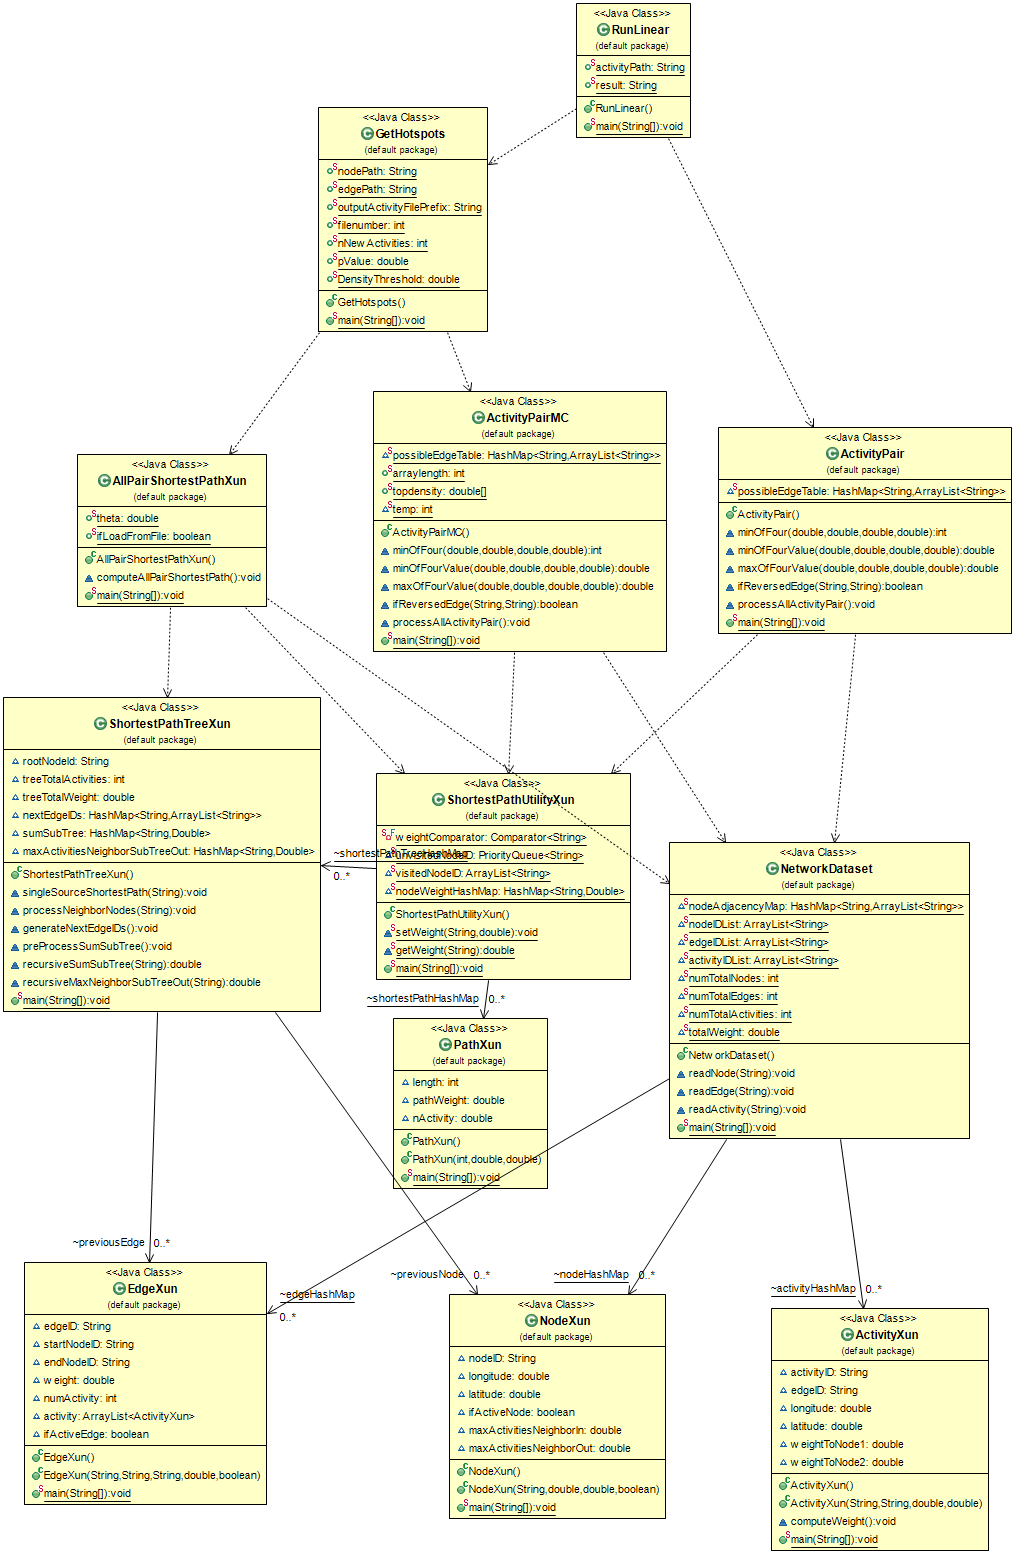 <<Java Class>>
RunLinear
(default package)
activityPath: String
result: String
RunLinear()
main(String[]):void
<<Java Class>>
GetHotspots
(default package)
nodePath: String
edgePath: String
outputActivityFilePrefix: String
filenumber: int
nNew Activities: int
pValue: double
DensityThreshold: double
GetHotspots()
main(String[]):void
<<Java Class>>
ActivityPairMC
(default package)
possibleEdgeTable: HashMap<String,ArrayList<String>>
arraylength: int
topdensity: double[]
temp: int
ActivityPairMC()
minOfFour(double,double,double,double):int
minOfFourValue(double,double,double,double):double
maxOfFourValue(double,double,double,double):double
ifReversedEdge(String,String):boolean
processAllActivityPair():void
main(String[]):void
<<Java Class>>
ActivityPair
(default package)
possibleEdgeTable: HashMap<String,ArrayList<String>>
ActivityPair()
minOfFour(double,double,double,double):int
minOfFourValue(double,double,double,double):double
maxOfFourValue(double,double,double,double):double
ifReversedEdge(String,String):boolean
processAllActivityPair():void
main(String[]):void
<<Java Class>>
AllPairShortestPathXun
(default package)
theta: double
ifLoadFromFile: boolean
AllPairShortestPathXun()
computeAllPairShortestPath():void
main(String[]):void
<<Java Class>>
ShortestPathTreeXun
(default package)
rootNodeId: String
treeTotalActivities: int
treeTotalWeight: double
nextEdgeIDs: HashMap<String,ArrayList<String>>
sumSubTree: HashMap<String,Double>
maxActivitiesNeighborSubTreeOut: HashMap<String,Double>
ShortestPathTreeXun()
singleSourceShortestPath(String):void
processNeighborNodes(String):void
generateNextEdgeIDs():void
preProcessSumSubTree():void
recursiveSumSubTree(String):double
recursiveMaxNeighborSubTreeOut(String):double
main(String[]):void
<<Java Class>>
ShortestPathUtilityXun
(default package)
w eightComparator: Comparator<String>
unvisitedNodeID: PriorityQueue<String>
visitedNodeID: ArrayList<String>
nodeWeightHashMap: HashMap<String,Double>
ShortestPathUtilityXun()
setWeight(String,double):void
getWeight(String):double
main(String[]):void
~shortestPathTreeHashMap
0..*
<<Java Class>>
NetworkDataset
(default package)
nodeAdjacencyMap: HashMap<String,ArrayList<String>>
nodeIDList: ArrayList<String>
edgeIDList: ArrayList<String>
activityIDList: ArrayList<String>
numTotalNodes: int
numTotalEdges: int
numTotalActivities: int
totalWeight: double
Netw orkDataset()
readNode(String):void
readEdge(String):void
readActivity(String):void
main(String[]):void
~shortestPathHashMap
0..*
<<Java Class>>
PathXun
(default package)
length: int
pathWeight: double
nActivity: double
PathXun()
PathXun(int,double,double)
main(String[]):void
~previousEdge
0..*
~previousNode
0..*
~edgeHashMap
0..*
~nodeHashMap
0..*
~activityHashMap
0..*
<<Java Class>>
EdgeXun
(default package)
edgeID: String
startNodeID: String
endNodeID: String
w eight: double
numActivity: int
activity: ArrayList<ActivityXun>
ifActiveEdge: boolean
EdgeXun()
EdgeXun(String,String,String,double,boolean)
main(String[]):void
<<Java Class>>
NodeXun
(default package)
nodeID: String
longitude: double
latitude: double
ifActiveNode: boolean
maxActivitiesNeighborIn: double
maxActivitiesNeighborOut: double
NodeXun()
NodeXun(String,double,double,boolean)
main(String[]):void
<<Java Class>>
ActivityXun
(default package)
activityID: String
edgeID: String
longitude: double
latitude: double
w eightToNode1: double
w eightToNode2: double
ActivityXun()
ActivityXun(String,String,double,double)
computeWeight():void
main(String[]):void